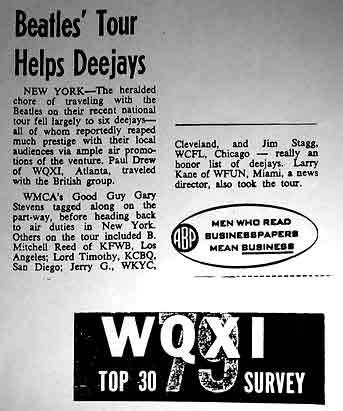 Beatles' Tour
Helps Deejays
NEW YORK—The heralded
chore of traveling with the
Beatles on their recent national
tour fell largely to six deejays—
all of whom reportedly reaped
much prestige with their local
audiences via ample air promo-
tions of the venture. Paul Drew
of WQXI, Atlanta, traveled
with the British group.
WMCA's Good Guy Gary
Stevens tagged along on the
part-way, before heading back
to air duties in New York.
Others on the tour included B.
Mitchell Reed of KFWB, Los
Angeles; Lord Timothy, KCBQ,
San Diego; Jerry G., WKYC,
Cleveland, and Jim Stagg,
WCFL, Chicago — really an
honor list of deejays. Larry
Kane of WFUN, Miami, a news
director, also took the tour.
ABP
MEN WHO READ
BUSINESSPAPERS
MEAN BUSINESS
WQXI
79
TOP 30 SURVEY